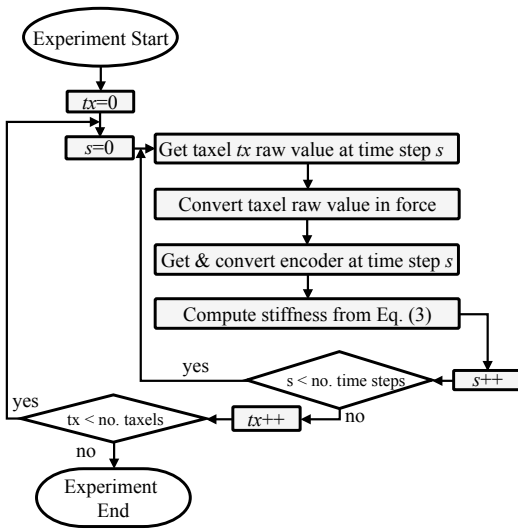 Experiment Start
tx=0
s=0
Get taxel tx raw value at time step s
Convert taxel raw value in force
Get & convert encoder at time step s
Compute stiffness from Eq. (3)
yes
s < no. time steps
s++
yes
no
tx < no. taxels
tx++
no
Experiment
End